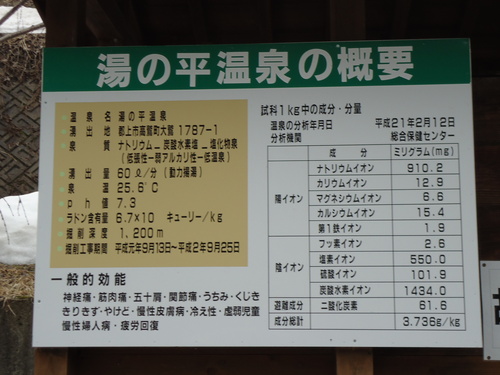 湯の平温泉の概要
温泉名 湯の平温泉
湧出地 郡上市高鷲町大鷲 1787-1
泉質 ナトリウム－炭酸水素塩－塩化物泉
(低張性－弱アルカリ性－低温泉)
湧出量 60ℓ/分 (動力揚湯)
泉温 25.6℃
ph値 7.3
ラドン含有量 6.7×10 キューリー/kg
掘削深度 1,200m
掘削工事期間 平成元年9月13日～平成2年9月25日
一般的効能
神経痛・筋肉痛・五十肩・関節痛・うちみ・くじき
きりきず・やけど・慢性皮膚病・冷え性・虚弱児童
慢性婦人病・疲労回復
試料1kg中の成分・分量
温泉の分析年月日 平成21年2月12日
分析機関 総合保健センター
成分 ミリグラム(mg)
陽イオン
ナトリウムイオン 910.2
カリウムイオン 12.9
マグネシウムイオン 6.6
カルシウムイオン 15.4
第1鉄イオン 1.9
陰イオン
フッ素イオン 2.6
塩素イオン 550.0
硫酸イオン 101.9
炭酸水素イオン 1434.0
遊離成分 二酸化炭素 61.6
成分総計 3.736g/kg